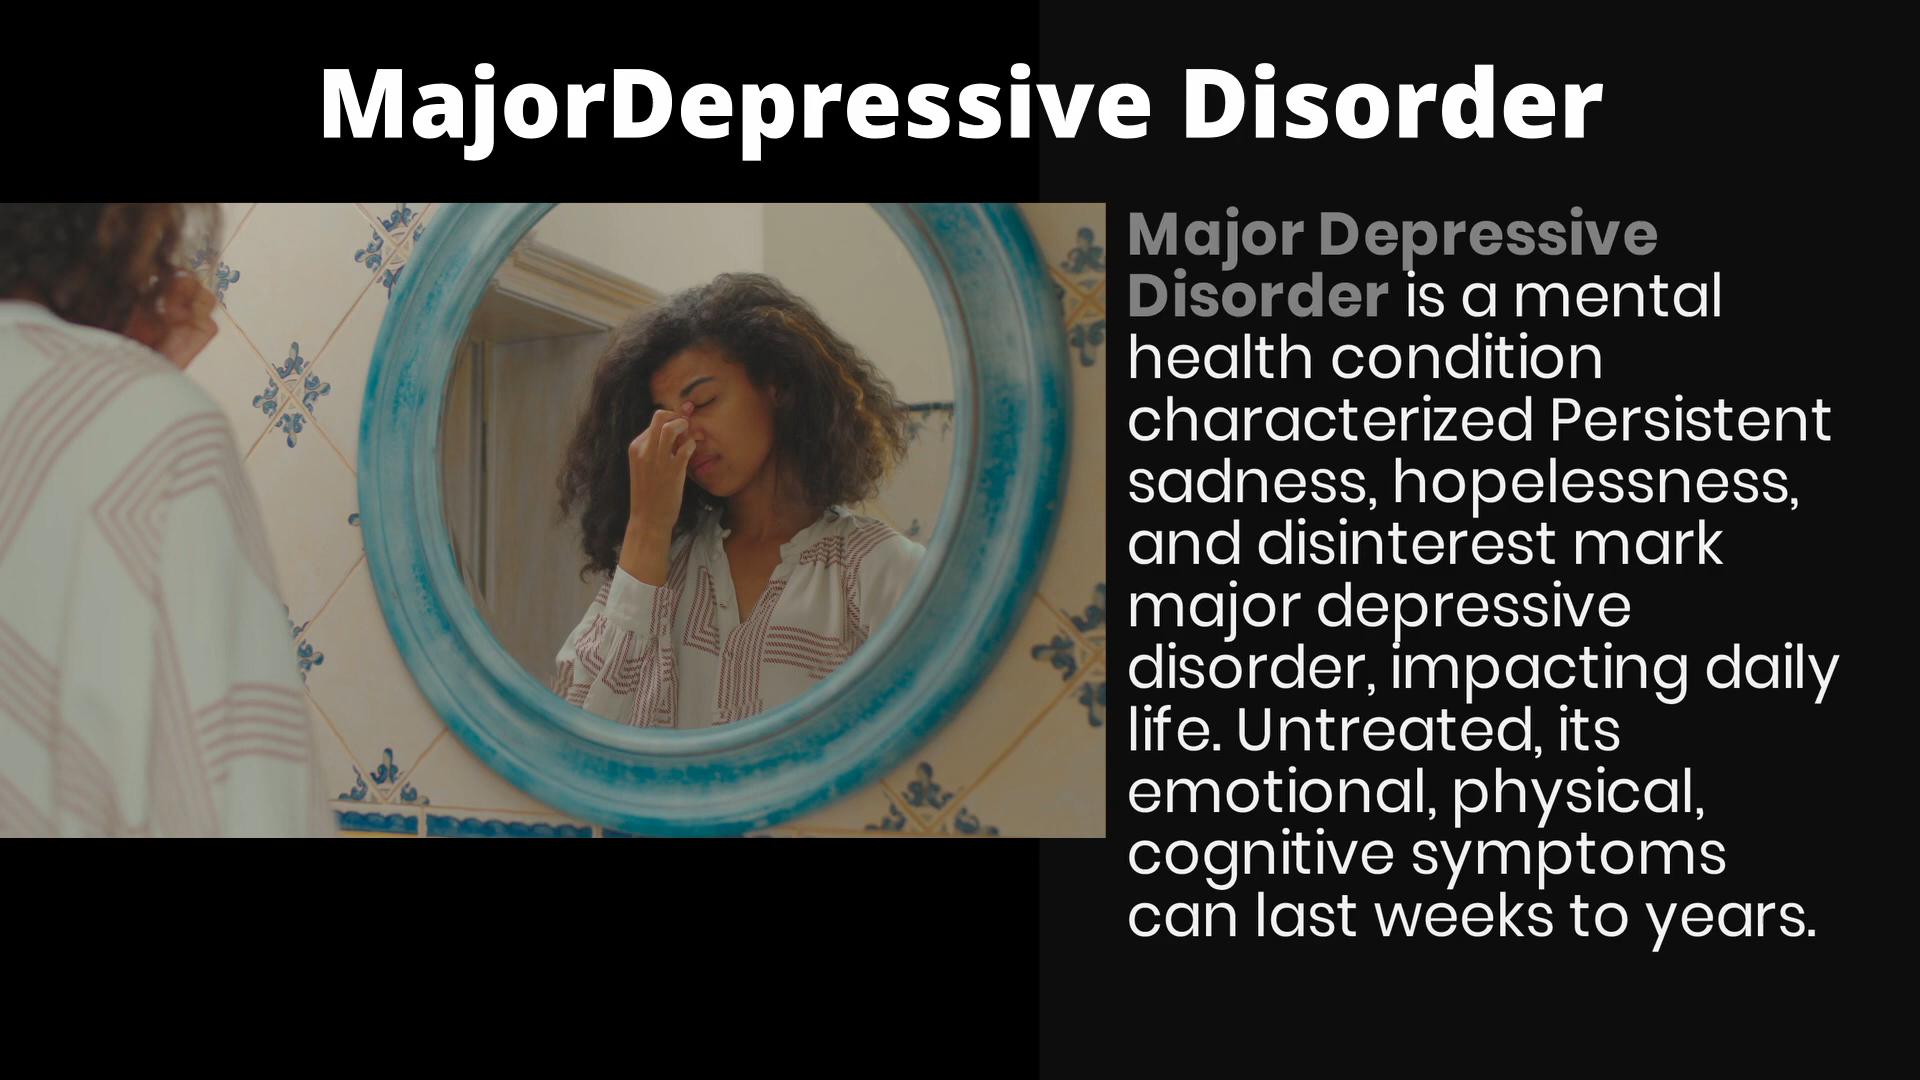 MajorDepressive Disorder
Major Depressive
Disorder is a mental
health condition
characterized Persistent
sadness, hopelessness,
and disinterest mark
major depressive
disorder, impacting daily
life. Untreated, its
emotional, physical,
cognitive symptoms
can last weeks to years.